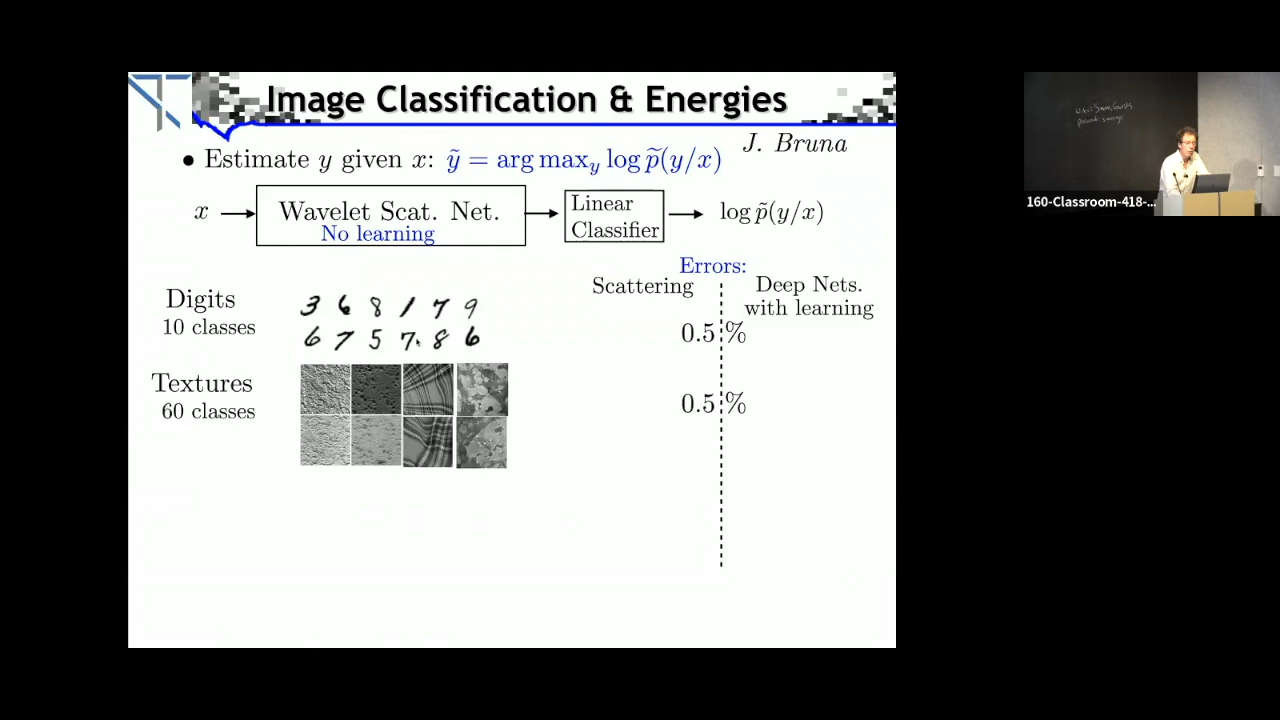 Image Classification & Energies
J. Bruna
• Estimate y given x: ỹ = arg max_y log p̃(y/x)
x → Wavelet Scat. Net. → Linear Classifier → log p̃(y/x)
No learning
Errors:
Scattering
Deep Nets.
with learning
Digits
10 classes
3 6 8 1 7 9
6 7 5 7 8 6
0.5 %
Textures
60 classes
0.5 %
160-Classroom-418-...